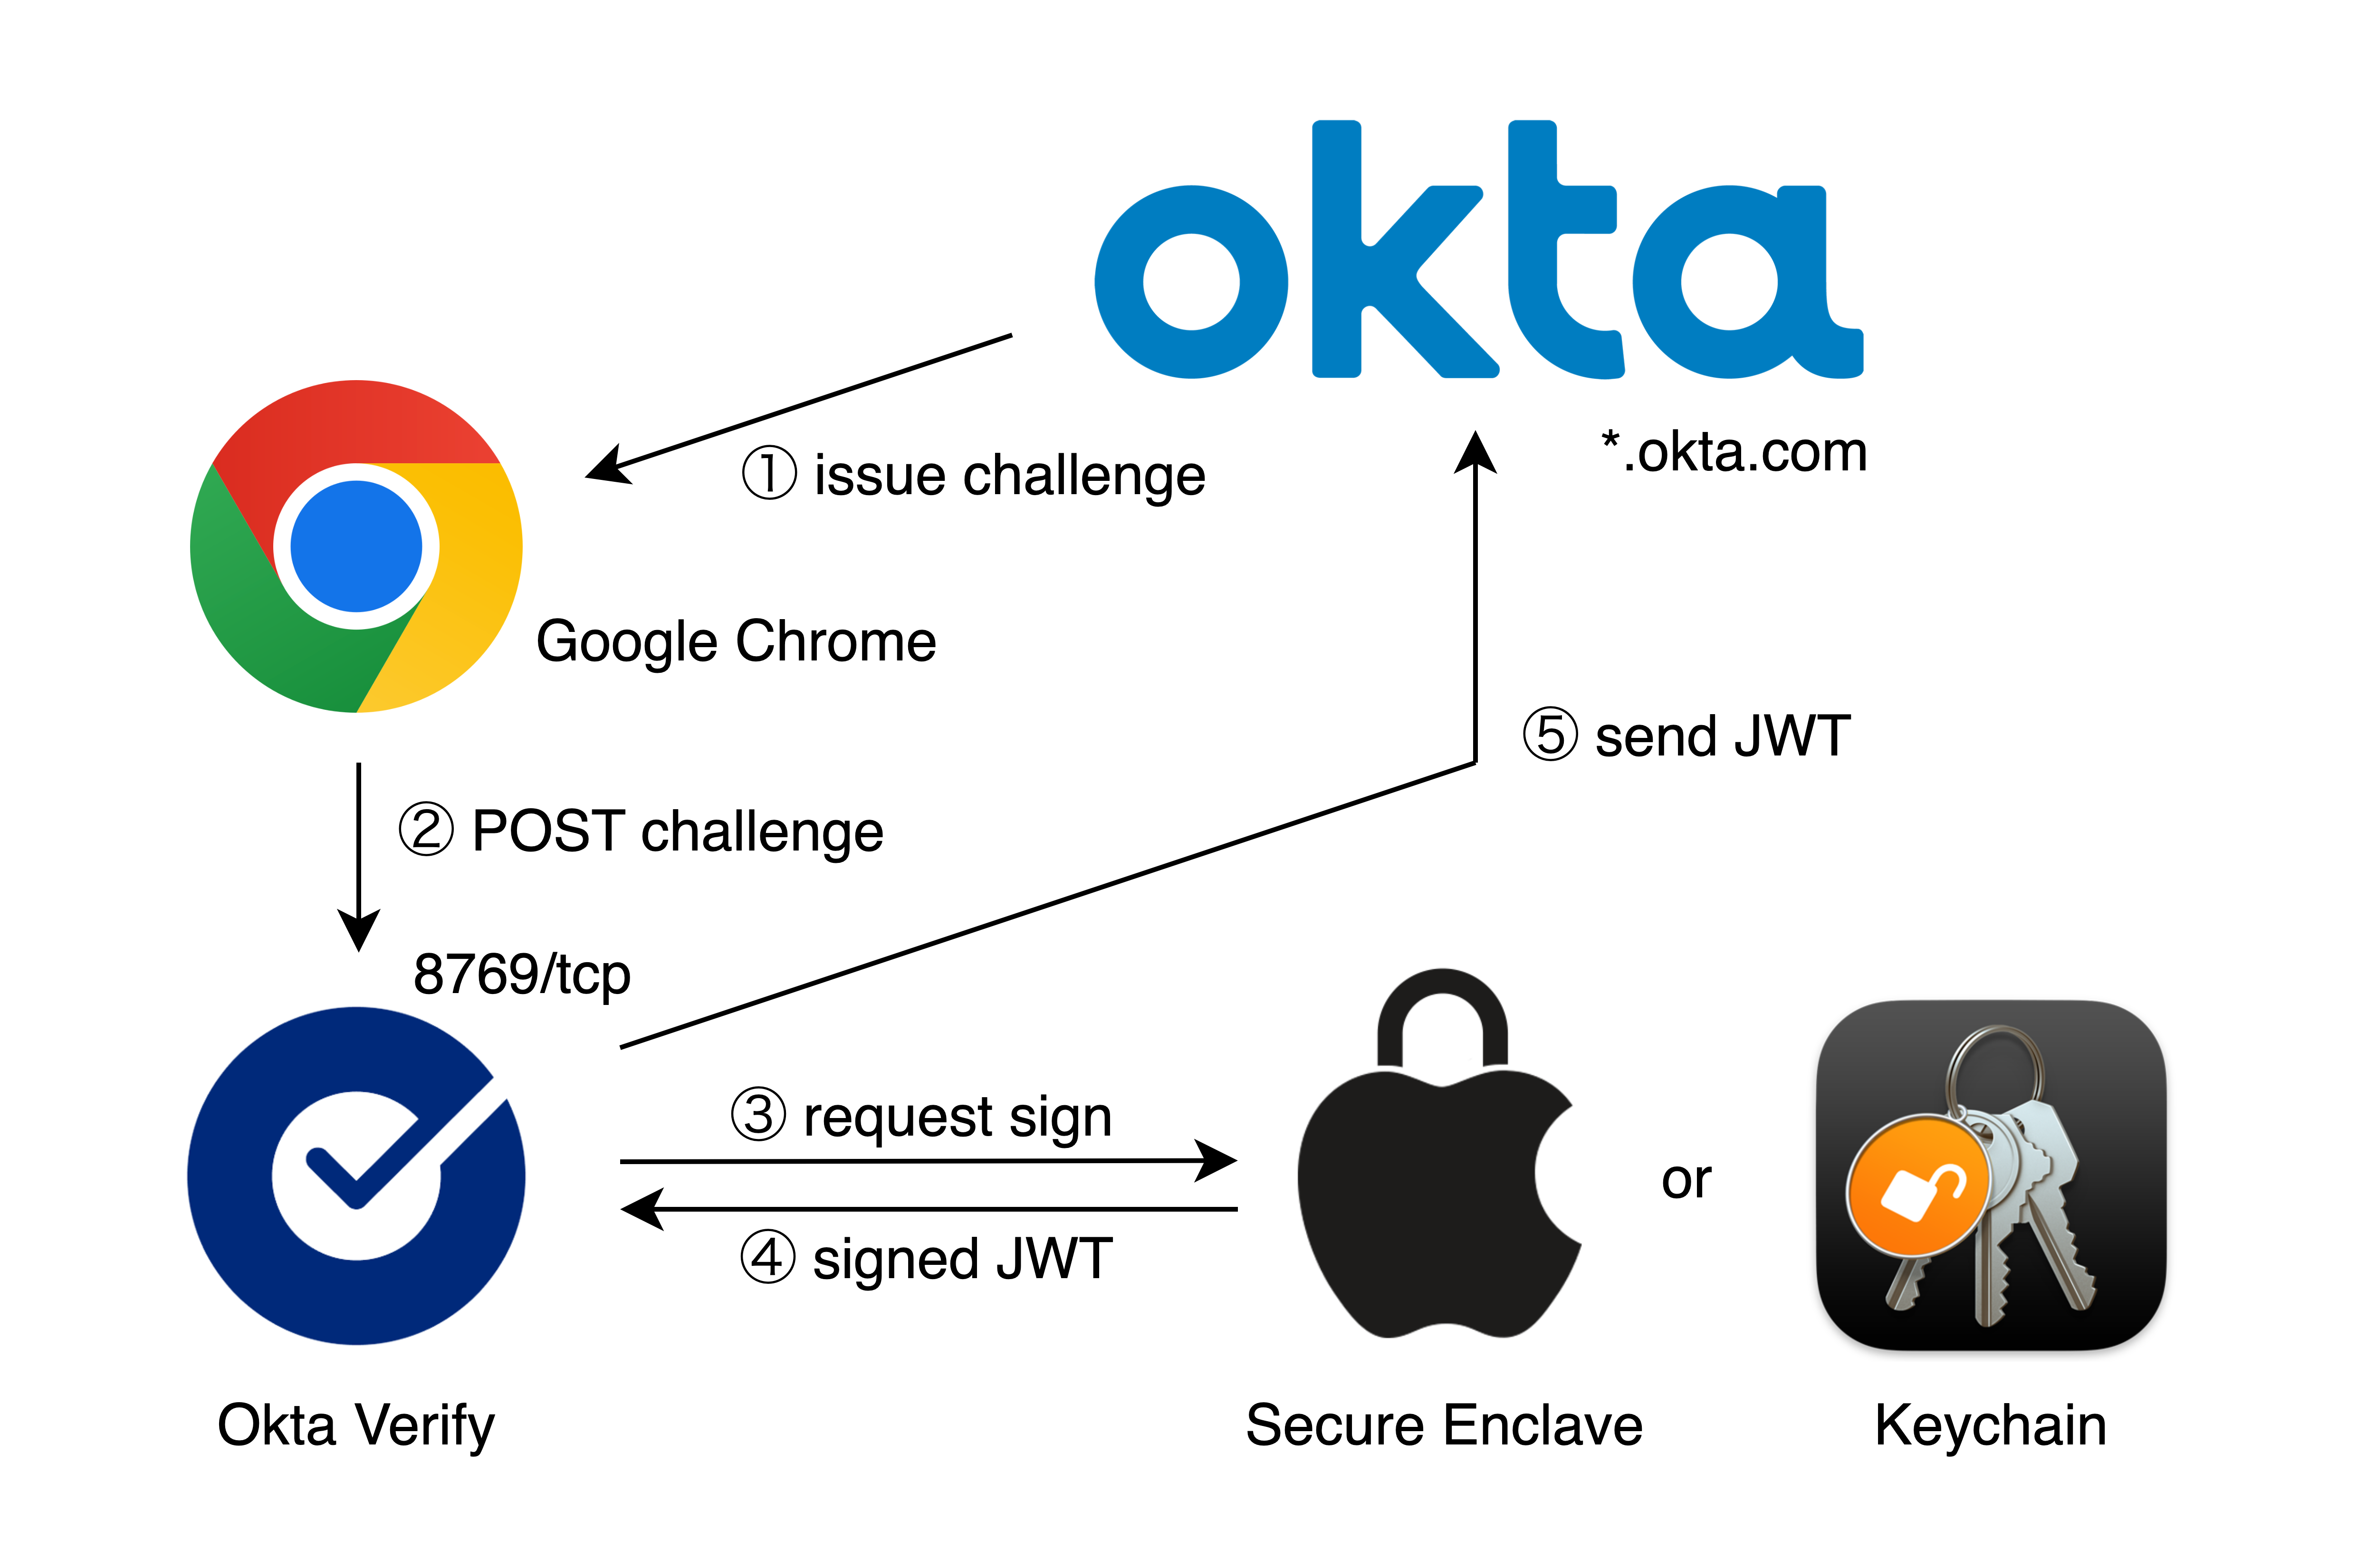 okta
*.okta.com
① issue challenge
Google Chrome
⑤ send JWT
② POST challenge
8769/tcp
③ request sign
or
④ signed JWT
Okta Verify
Secure Enclave
Keychain